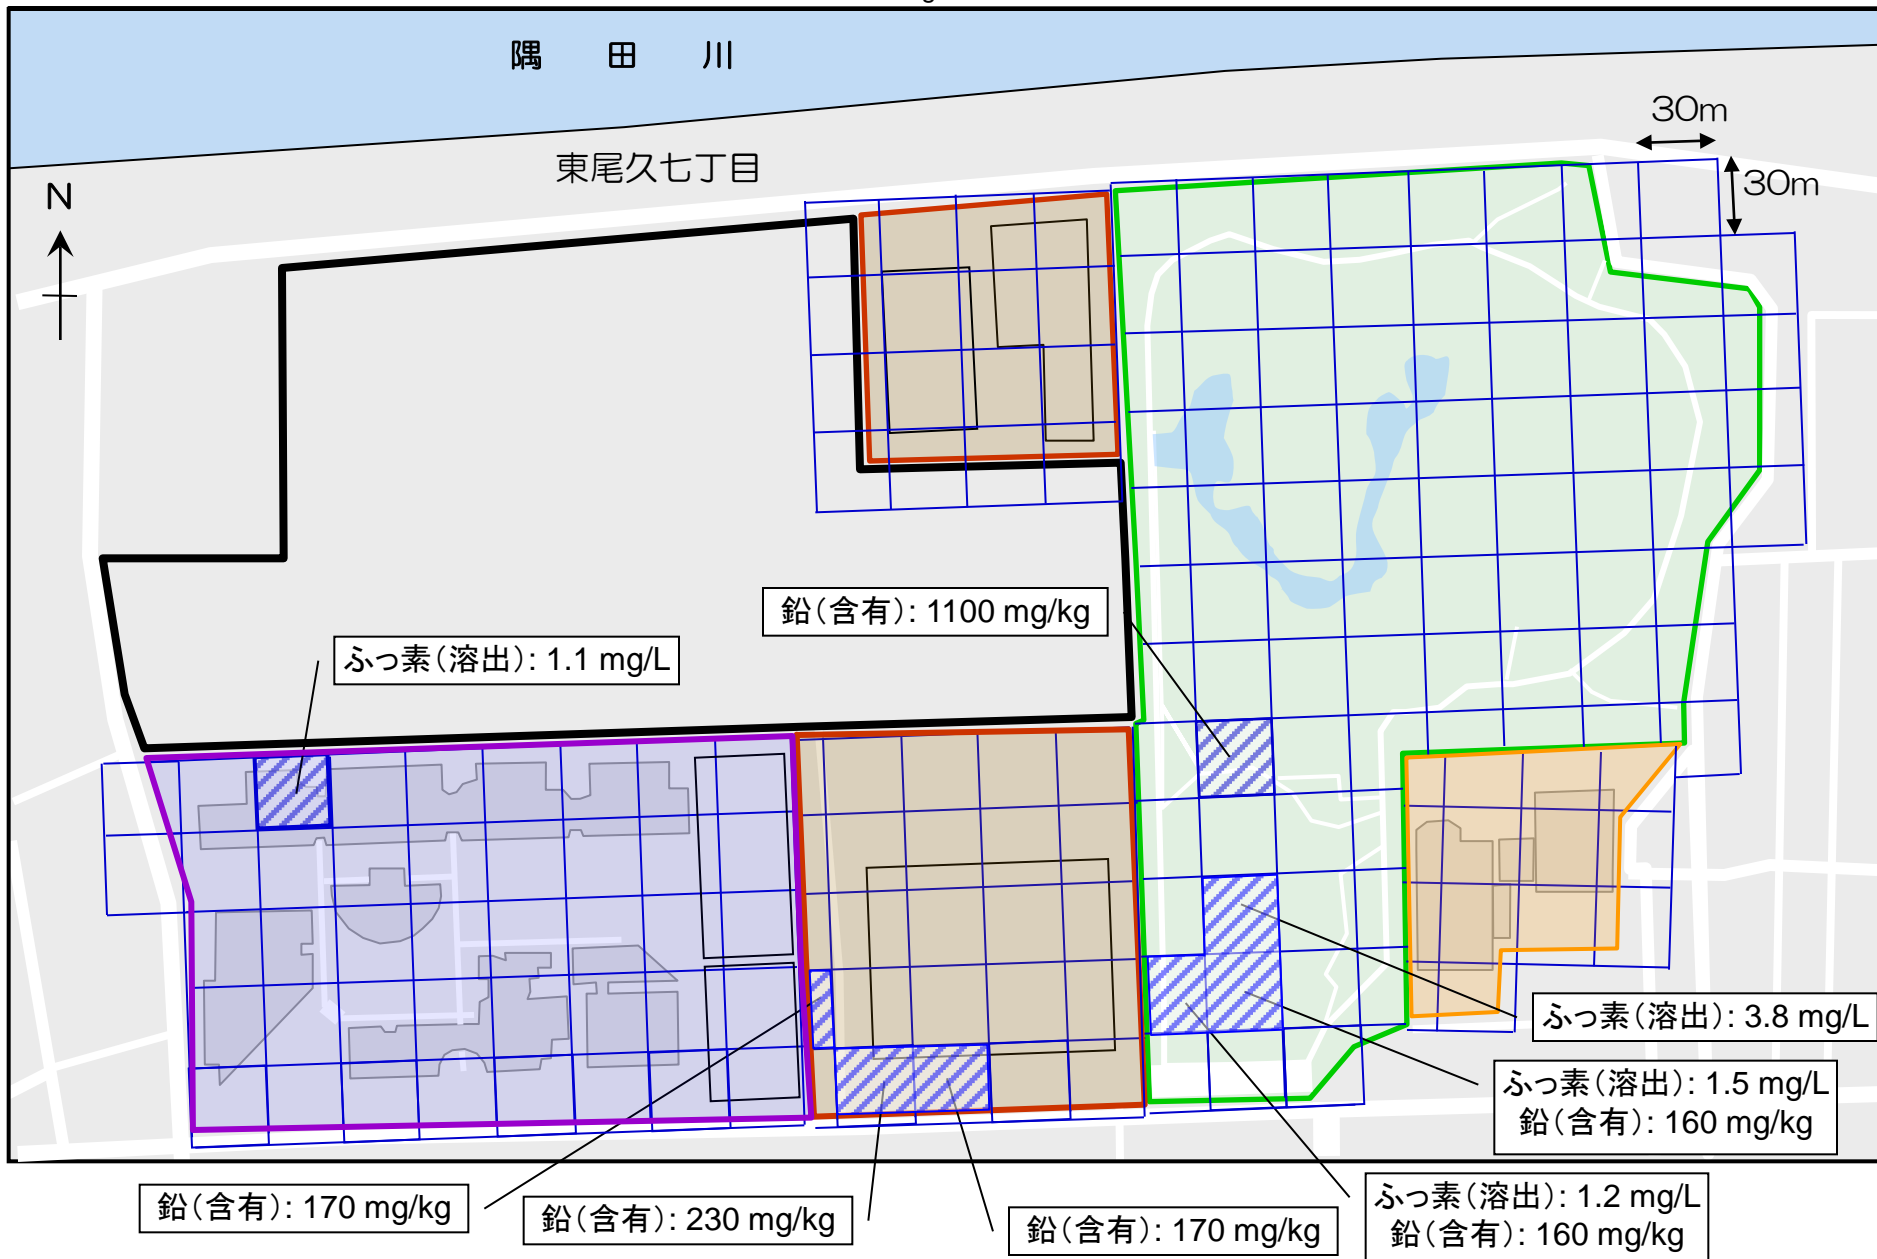 隅田川
30m
東尾久七丁目
30m
N
鉛(含有): 1100 mg/kg
ふっ素(溶出): 1.1 mg/L
ふっ素(溶出): 3.8 mg/L
ふっ素(溶出): 1.5 mg/L
鉛(含有): 160 mg/kg
鉛(含有): 170 mg/kg
鉛(含有): 230 mg/kg
鉛(含有): 170 mg/kg
ふっ素(溶出): 1.2 mg/L
鉛(含有): 160 mg/kg